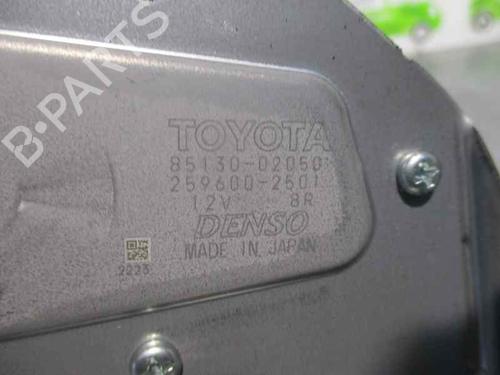 B-PARTS
TOYOTA
85130-02050
259600-2501
12V 8R
DENSO
MADE IN JAPAN
2223